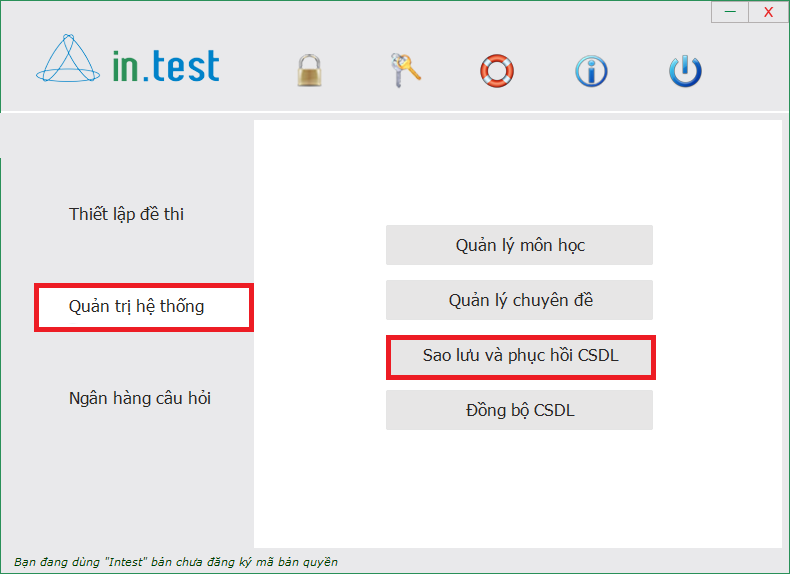 in.test
Thiết lập đề thi
Quản trị hệ thống
Ngân hàng câu hỏi
Quản lý môn học
Quản lý chuyên đề
Sao lưu và phục hồi CSDL
Đồng bộ CSDL
Bạn đang dùng "Intest" bản chưa đăng ký mã bản quyền